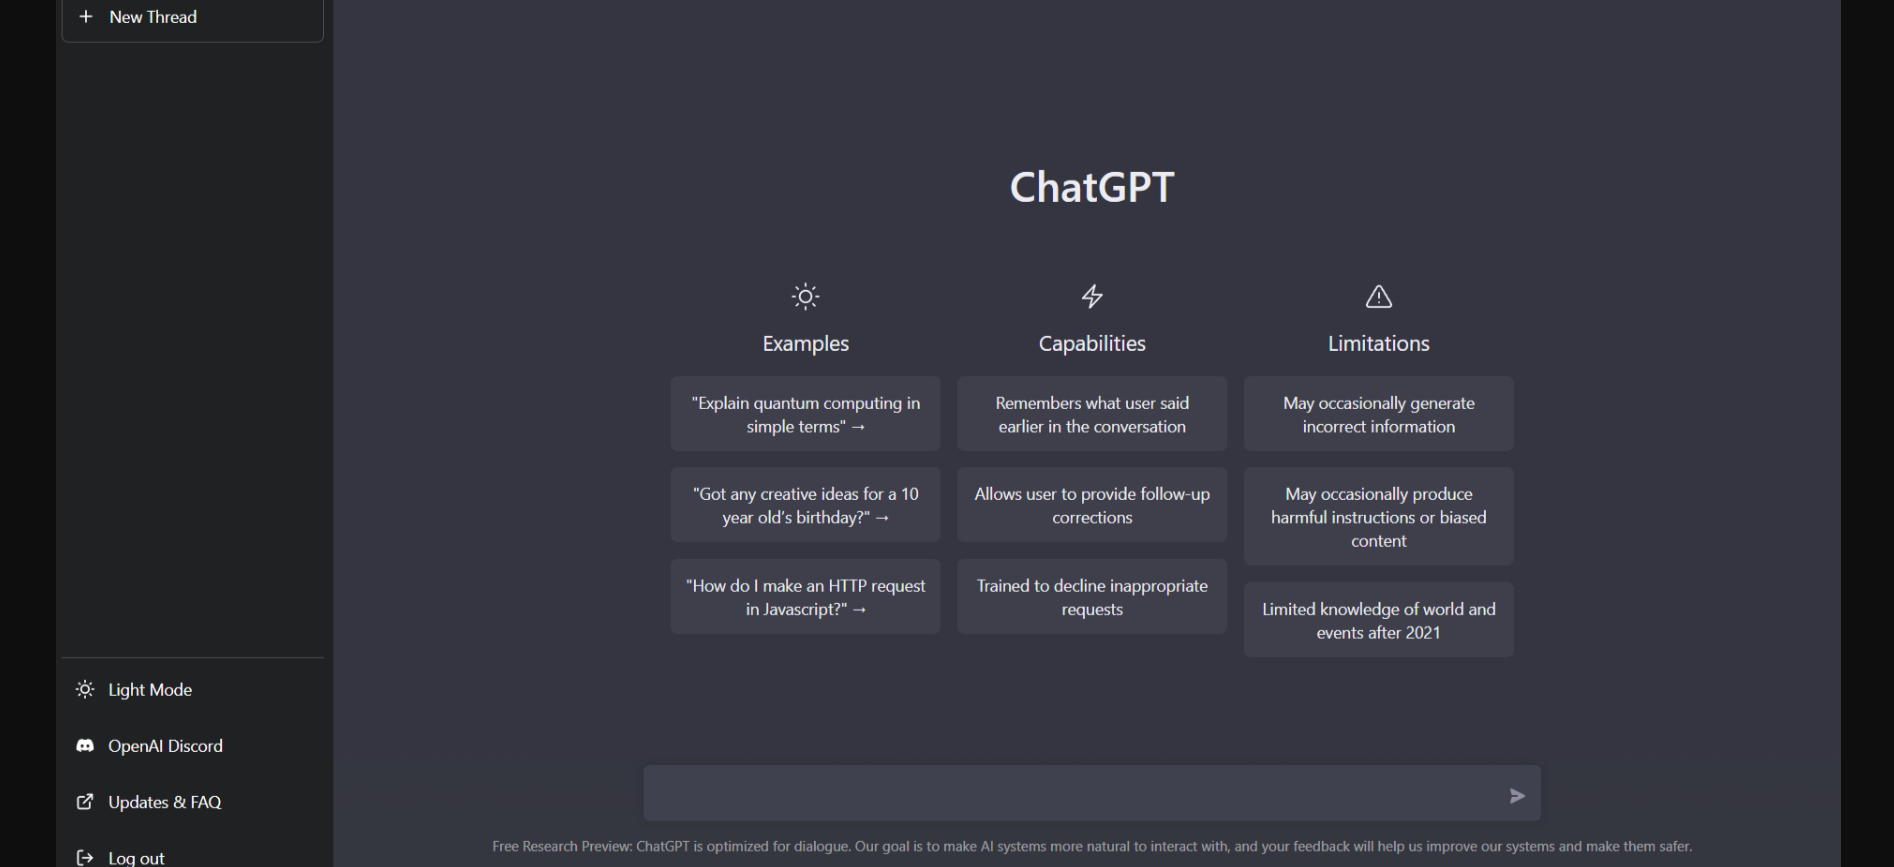 New Thread
ChatGPT
Examples
"Explain quantum computing in
simple terms" →
"Got any creative ideas for a 10
year old's birthday?" →
"How do I make an HTTP request
in Javascript?" →
Capabilities
Remembers what user said
earlier in the conversation
Allows user to provide follow-up
corrections
Trained to decline inappropriate
requests
Limitations
May occasionally generate
incorrect information
May occasionally produce
harmful instructions or biased
content
Limited knowledge of world and
events after 2021
Light Mode
OpenAI Discord
Updates & FAQ
Log out
Free Research Preview: ChatGPT is optimized for dialogue. Our goal is to make AI systems more natural to interact with, and your feedback will help us improve our systems and make them safer.